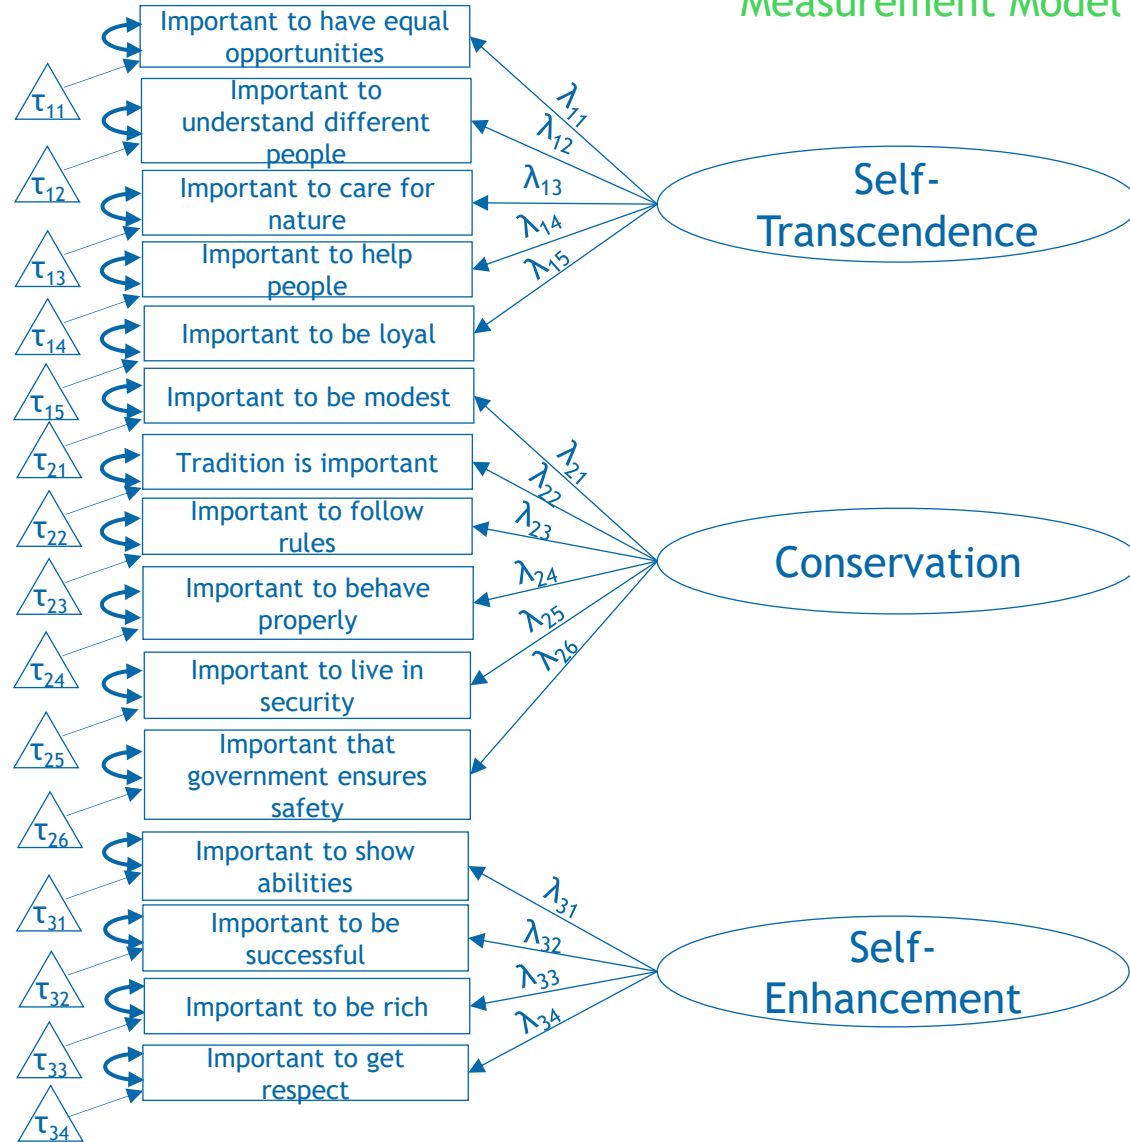 Measurement Model
Important to have equal
opportunities
τ11
λ11
Important to
understand different
people
τ12
λ12
Important to care for
nature
τ13
λ13
Important to help
people
τ14
λ14
Important to be loyal
τ15
λ15
Self-
Transcendence
Important to be modest
τ21
λ21
Tradition is important
τ22
λ22
Important to follow
rules
τ23
λ23
Important to behave
properly
τ24
λ24
Important to live in
security
τ25
λ25
Important that
government ensures
safety
τ26
λ26
Conservation
Important to show
abilities
τ31
λ31
Important to be
successful
τ32
λ32
Important to be rich
τ33
λ33
Important to get
respect
τ34
λ34
Self-
Enhancement